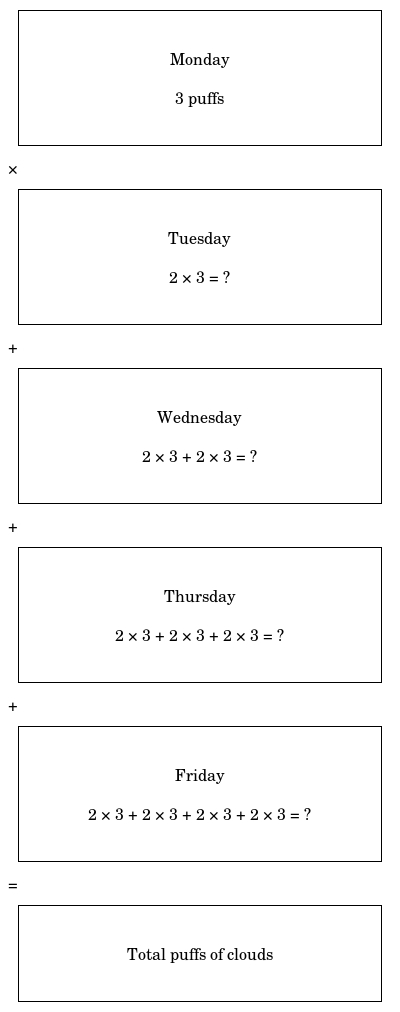 Monday
3 puffs
×
Tuesday
2 × 3 = ?
+
Wednesday
2 × 3 + 2 × 3 = ?
+
Thursday
2 × 3 + 2 × 3 + 2 × 3 = ?
+
Friday
2 × 3 + 2 × 3 + 2 × 3 + 2 × 3 = ?
=
Total puffs of clouds